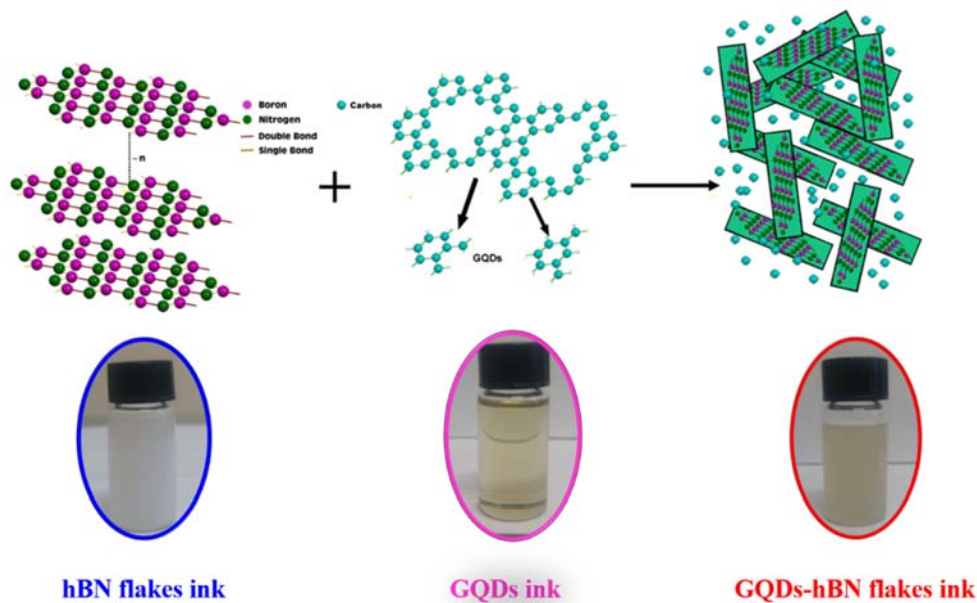 Boron
Nitrogen
Double Bond
Single Bond
~n
+
Carbon
GQDs
hBN flakes ink
GQDs ink
GQDs-hBN flakes ink